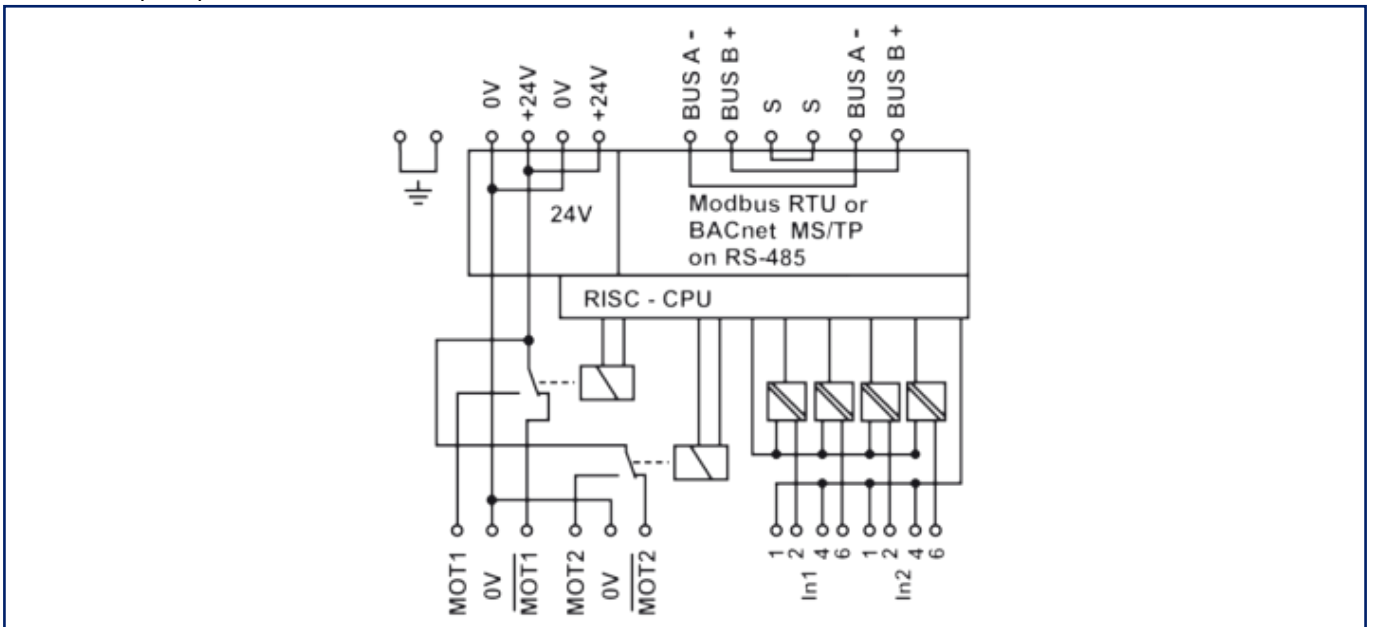 0V
+24V
0V
+24V
BUS A -
BUS B +
S
S
BUS A -
BUS B +
24V
Modbus RTU or
BACnet MS/TP
on RS-485
RISC - CPU
MOT1
0V
MOT1
MOT2
0V
MOT2
1
2
4
6
1
2
4
6
In1
In2